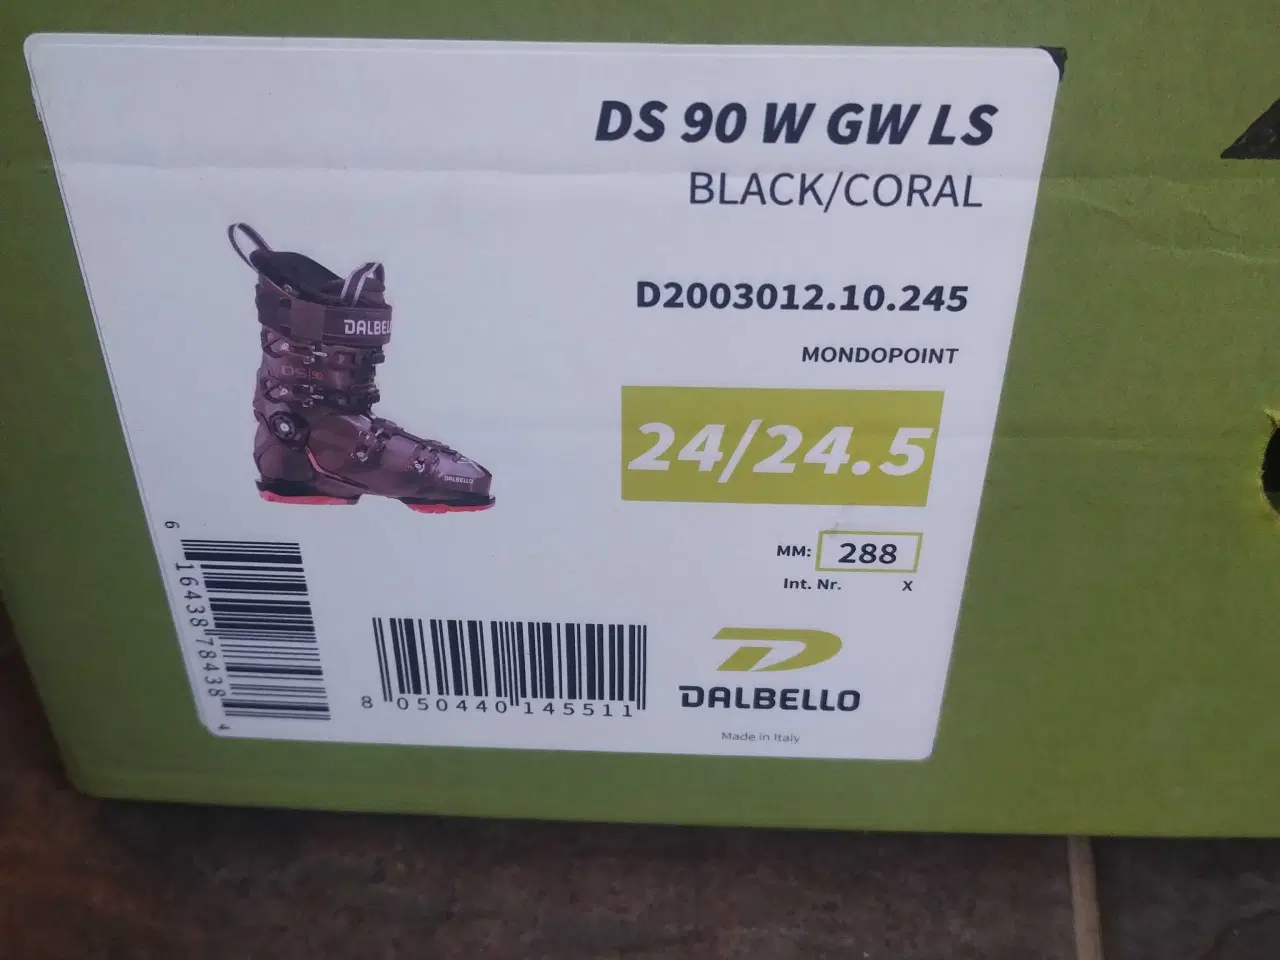 DS 90 W GW LS
BLACK/CORAL
D2003012.10.245
MONDOPOINT
24/24.5
MM: 288
Int. Nr. X
DALBEL
DS|90
DALBELLO
6 16438 78438 4
8 050440 145511
DALBELLO
Made in Italy